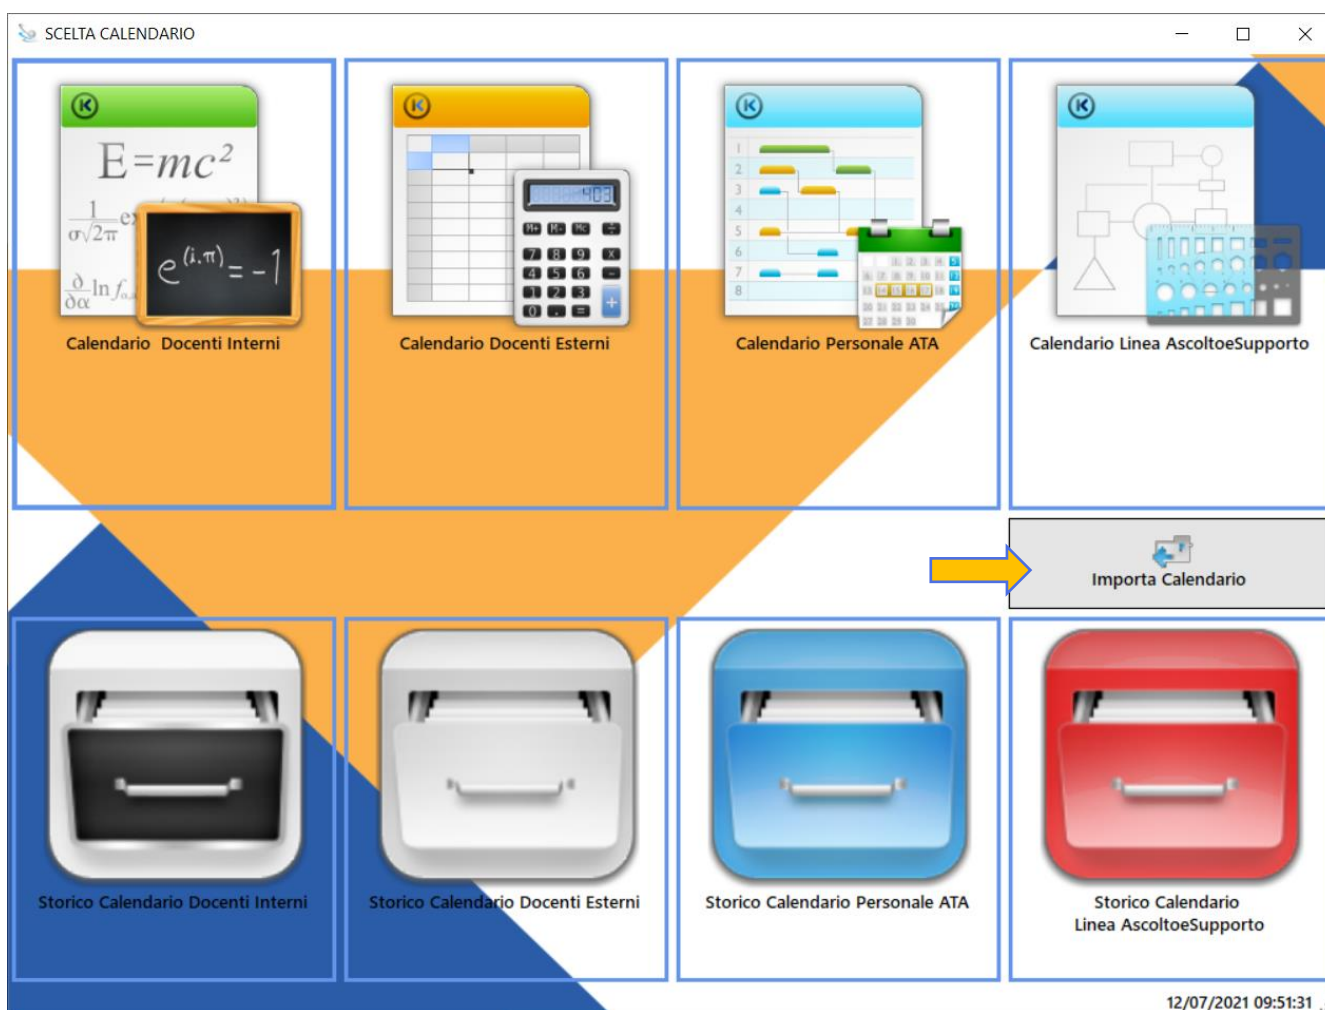 SCELTA CALENDARIO
E=mc²
e^(i.π) = -1
403
Calendario  Docenti Interni
Calendario Docenti Esterni
Calendario Personale ATA
Calendario Linea AscoltoeSupporto
Importa Calendario
Storico Calendario Docenti Interni
Storico Calendario Docenti Esterni
Storico Calendario Personale ATA
Storico Calendario
Linea AscoltoeSupporto
12/07/2021 09:51:31